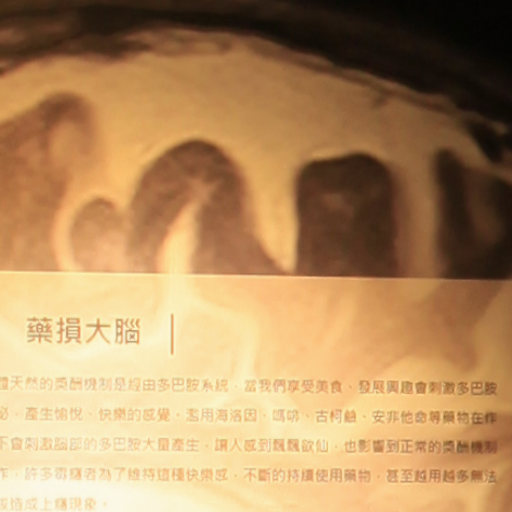 藥損大腦
體天然的獎酬機制是經由多巴胺系統,當我們享受美食、發展興趣會刺激多巴胺
泌,產生愉悅、快樂的感覺。濫用海洛因、嗎啡、古柯鹼、安非他命等藥物在作
不會刺激腦部的多巴胺大量產生,讓人感到飄飄欲仙,也影響到正常的獎酬機制
作,許多毒癮者為了維持這種快樂感,不斷的持續使用藥物,甚至越用越多無法
造成上癮現象。